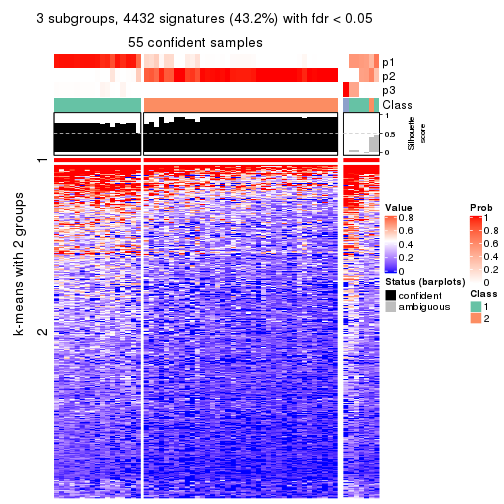 3 subgroups, 4432 signatures (43.2%) with fdr < 0.05
55 confident samples
p1
p2
p3
Class
1
0.5
0
Silhouette
score
k-means with 2 groups
1
2
Value
0.8
0.6
0.4
0.2
0
Status (barplots)
confident
ambiguous
Prob
1
0.8
0.6
0.4
0.2
0
Class
1
2